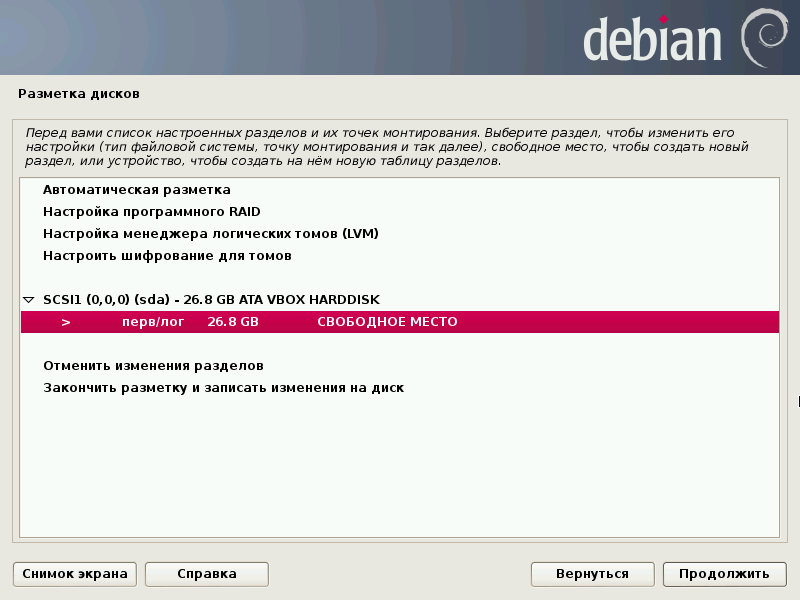 debian
Разметка дисков
Перед вами список настроенных разделов и их точек монтирования. Выберите раздел, чтобы изменить его
настройки (тип файловой системы, точку монтирования и так далее), свободное место, чтобы создать новый
раздел, или устройство, чтобы создать на нём новую таблицу разделов.
Автоматическая разметка
Настройка программного RAID
Настройка менеджера логических томов (LVM)
Настроить шифрование для томов
SCSI1 (0,0,0) (sda) - 26.8 GB ATA VBOX HARDDISK
> перв/лог 26.8 GB СВОБОДНОЕ МЕСТО
Отменить изменения разделов
Закончить разметку и записать изменения на диск
Снимок экрана Справка Вернуться Продолжить